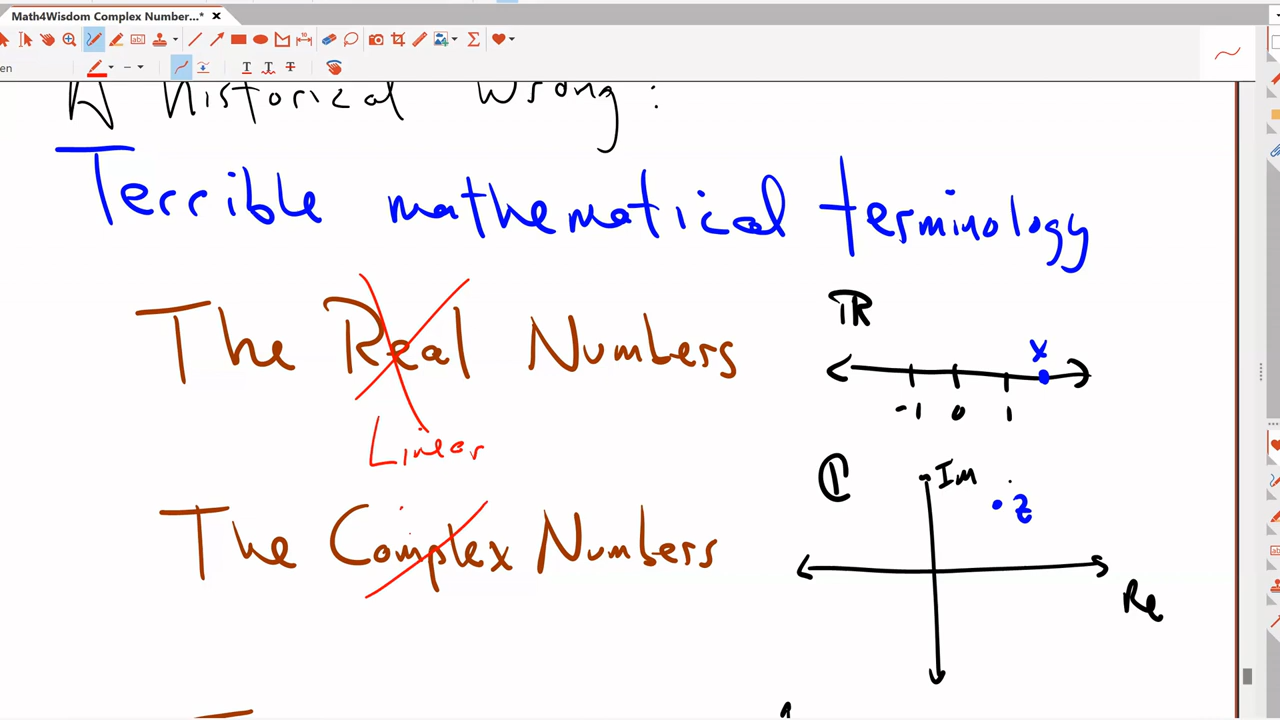 Math4Wisdom Complex Number...*
en
A Historical Wrong:
Terrible mathematical terminology
The Real Numbers
Linear
ℝ
x
-1 0 1
The Complex Numbers
ℂ
Im
z
Re